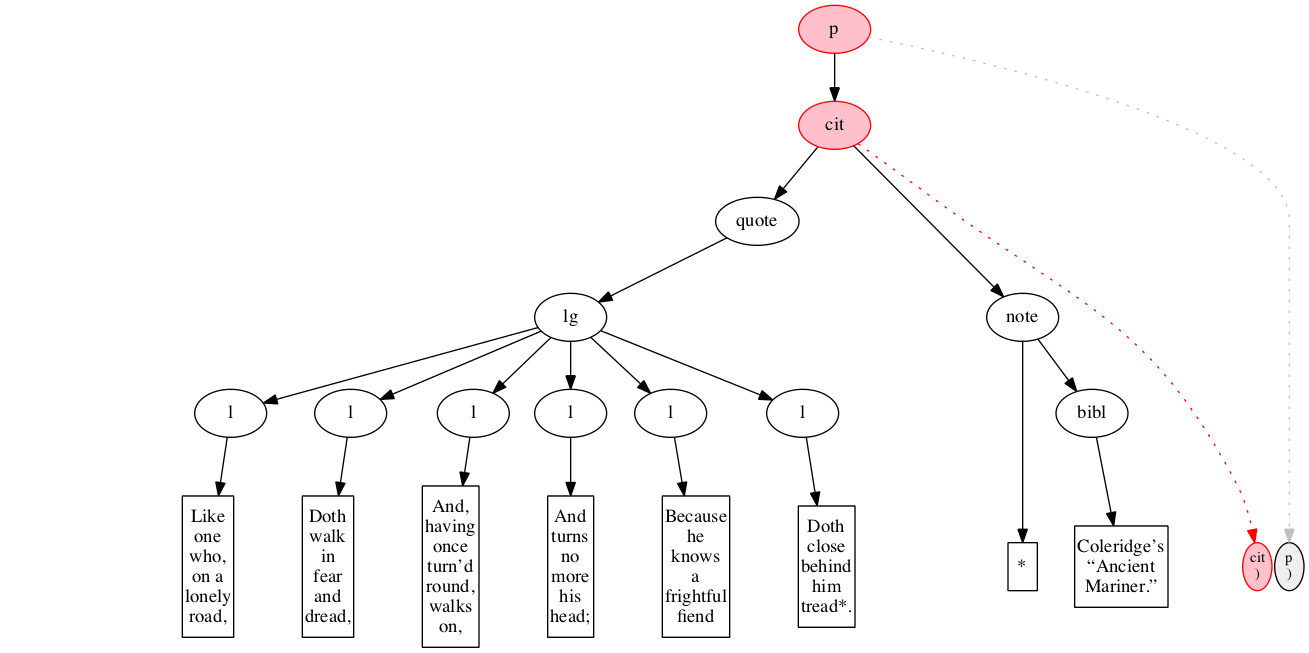 p
cit
quote
lg
note
l
l
l
l
l
l
bibl
Like
one
who,
on a
lonely
road,
Doth
walk
in
fear
and
dread,
And,
having
once
turn’d
round,
walks
on,
And
turns
no
more
his
head;
Because
he
knows
a
frightful
fiend
Doth
close
behind
him
tread*.
*
Coleridge’s
“Ancient
Mariner.”
cit
)
p
)